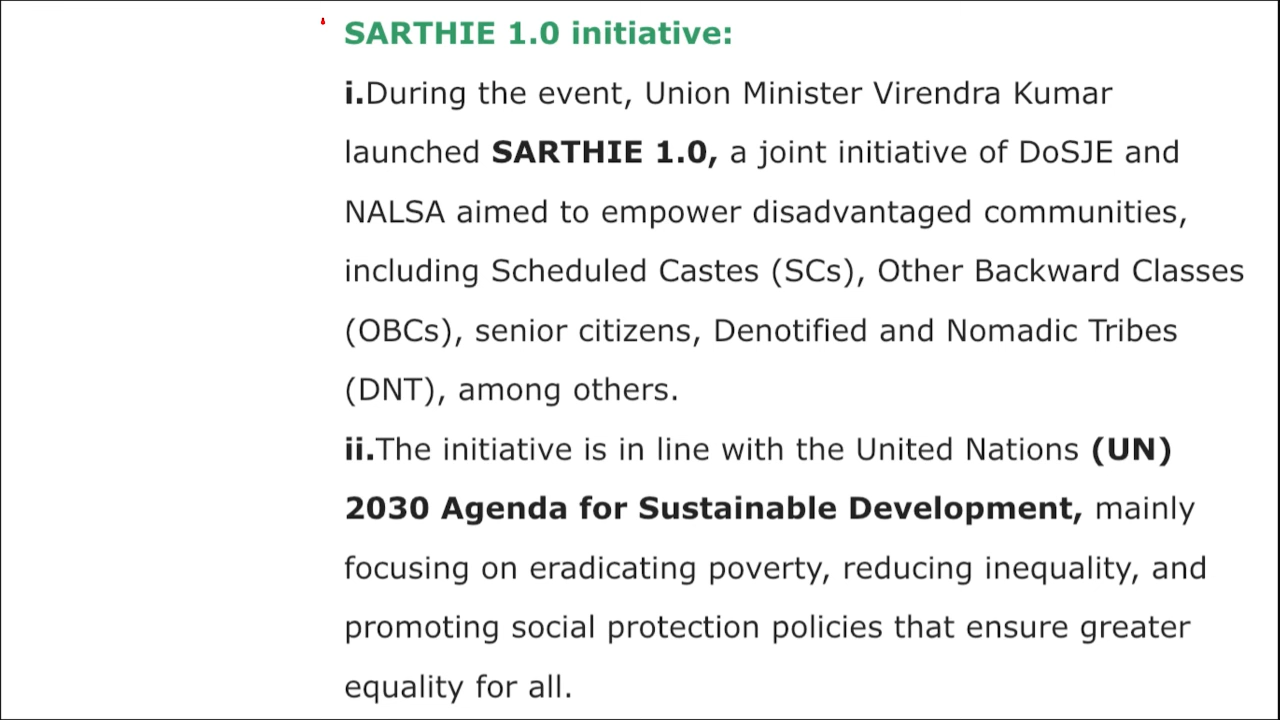 SARTHIE 1.0 initiative:
i.During the event, Union Minister Virendra Kumar
launched SARTHIE 1.0, a joint initiative of DoSJE and
NALSA aimed to empower disadvantaged communities,
including Scheduled Castes (SCs), Other Backward Classes
(OBCs), senior citizens, Denotified and Nomadic Tribes
(DNT), among others.
ii.The initiative is in line with the United Nations (UN)
2030 Agenda for Sustainable Development, mainly
focusing on eradicating poverty, reducing inequality, and
promoting social protection policies that ensure greater
equality for all.